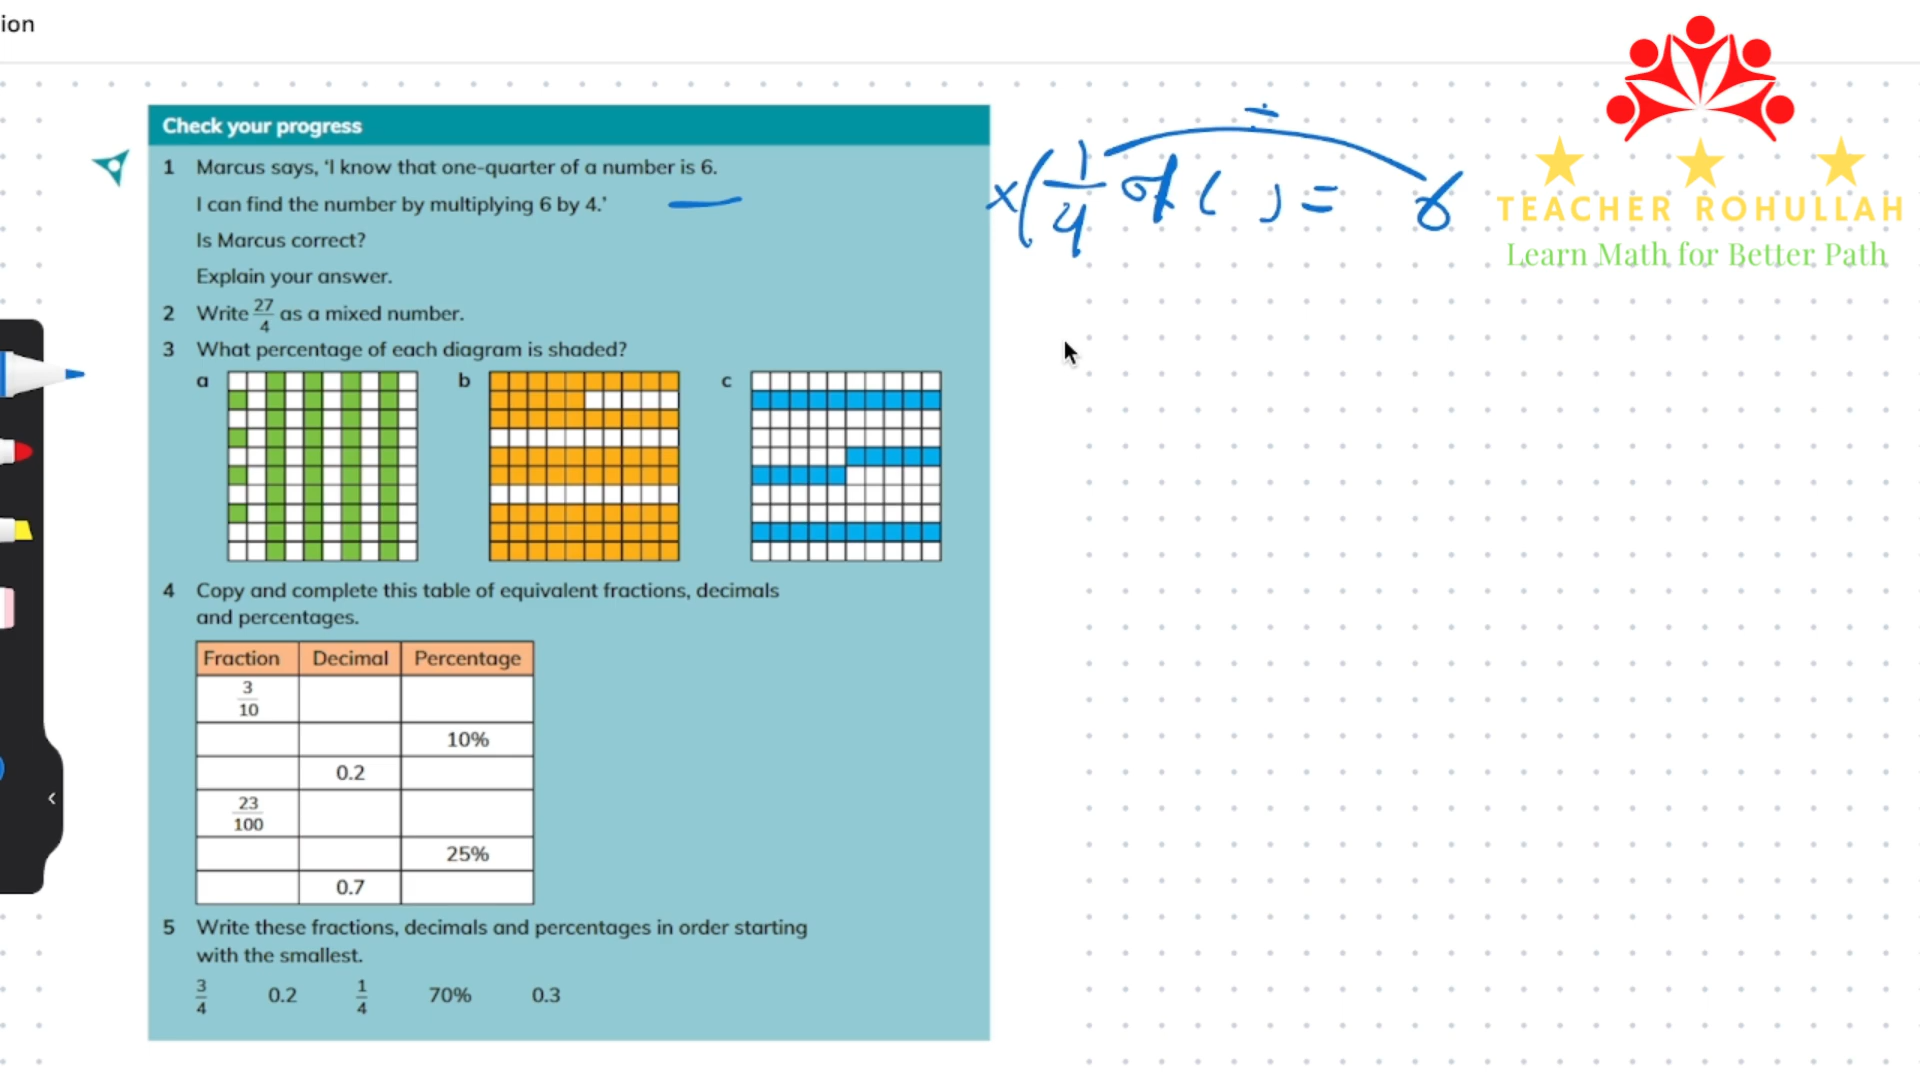 ion
Check your progress
1 Marcus says, ‘I know that one-quarter of a number is 6.
I can find the number by multiplying 6 by 4.’
Is Marcus correct?
Explain your answer.
2 Write 27/4 as a mixed number.
3 What percentage of each diagram is shaded?
a b c
4 Copy and complete this table of equivalent fractions, decimals
and percentages.
Fraction Decimal Percentage
3/10
10%
0.2
23/100
25%
0.7
5 Write these fractions, decimals and percentages in order starting
with the smallest.
3/4 0.2 1/4 70% 0.3
÷
×( 1/4 of ( ) = 6
TEACHER ROHULLAH
Learn Math for Better Path